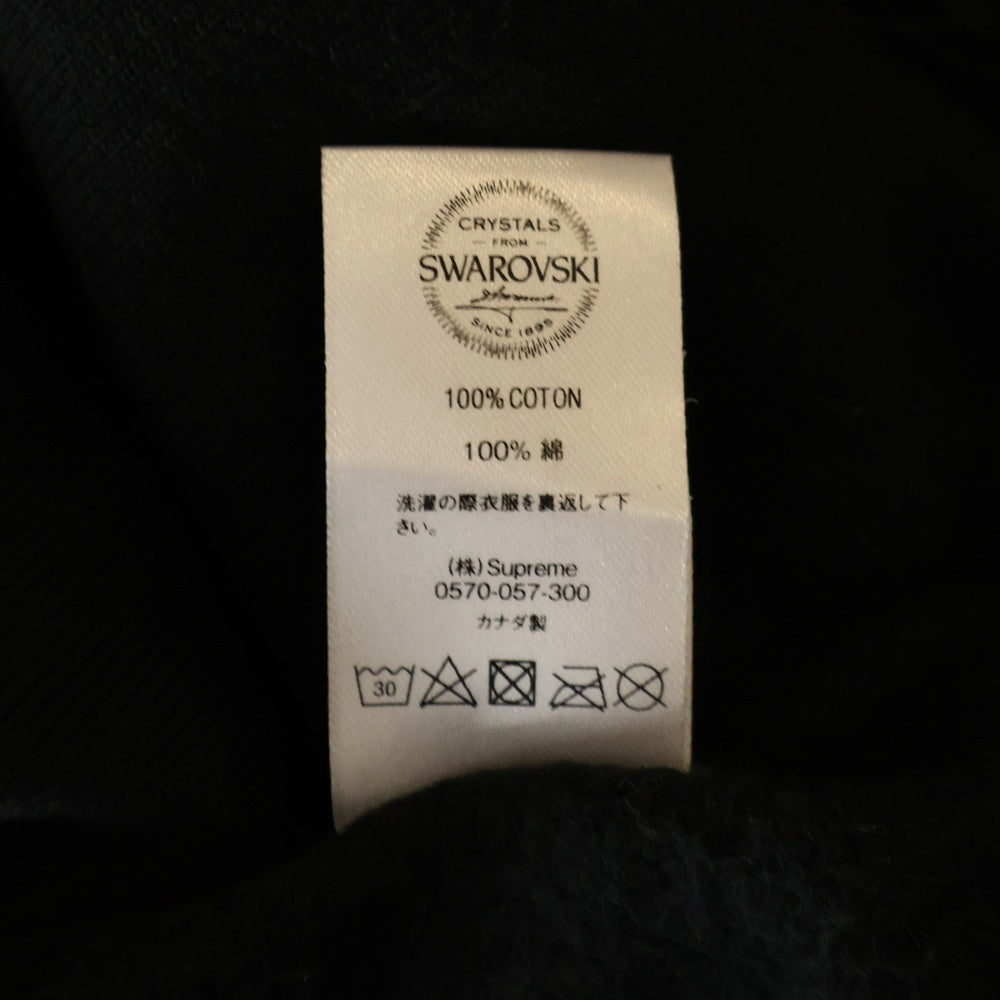 CRYSTALS
— FROM —
SWAROVSKI
SINCE 1895
100% COTON
100% 綿
洗濯の際衣服を裏返して下
さい。
(株)Supreme
0570-057-300
カナダ製
30